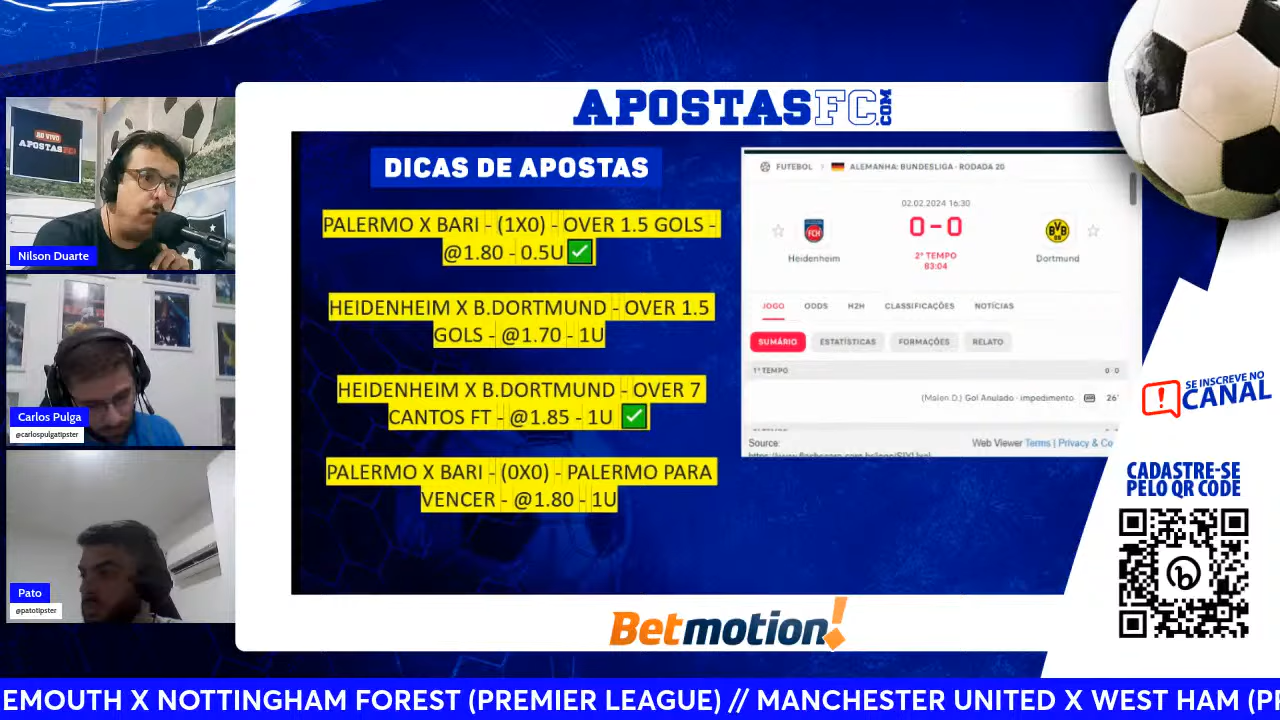 AO VIVO
APOSTASFC
Nilson Duarte
Carlos Pulga
@carlospulgatipster
Pato
@patotipster
APOSTASFC.COM
DICAS DE APOSTAS
PALERMO X BARI - (1X0) - OVER 1.5 GOLS -
@1.80 - 0.5U ✅
HEIDENHEIM X B.DORTMUND - OVER 1.5
GOLS - @1.70 - 1U
HEIDENHEIM X B.DORTMUND - OVER 7
CANTOS FT - @1.85 - 1U ✅
PALERMO X BARI - (0X0) - PALERMO PARA
VENCER - @1.80 - 1U
FUTEBOL > ALEMANHA: BUNDESLIGA - RODADA 20
02.02.2024 16:30
0 - 0
2º TEMPO
83:04
Heidenheim
Dortmund
JOGO ODDS H2H CLASSIFICAÇÕES NOTÍCIAS
SUMÁRIO ESTATÍSTICAS FORMAÇÕES RELATO
1º TEMPO 0 0
(Malen D.) Gol Anulado - impedimento 26'
Source:
Web Viewer Terms | Privacy & Co
SE INSCREVE NO
CANAL
CADASTRE-SE
PELO QR CODE
Betmotion!
EMOUTH X NOTTINGHAM FOREST (PREMIER LEAGUE) // MANCHESTER UNITED X WEST HAM (PR